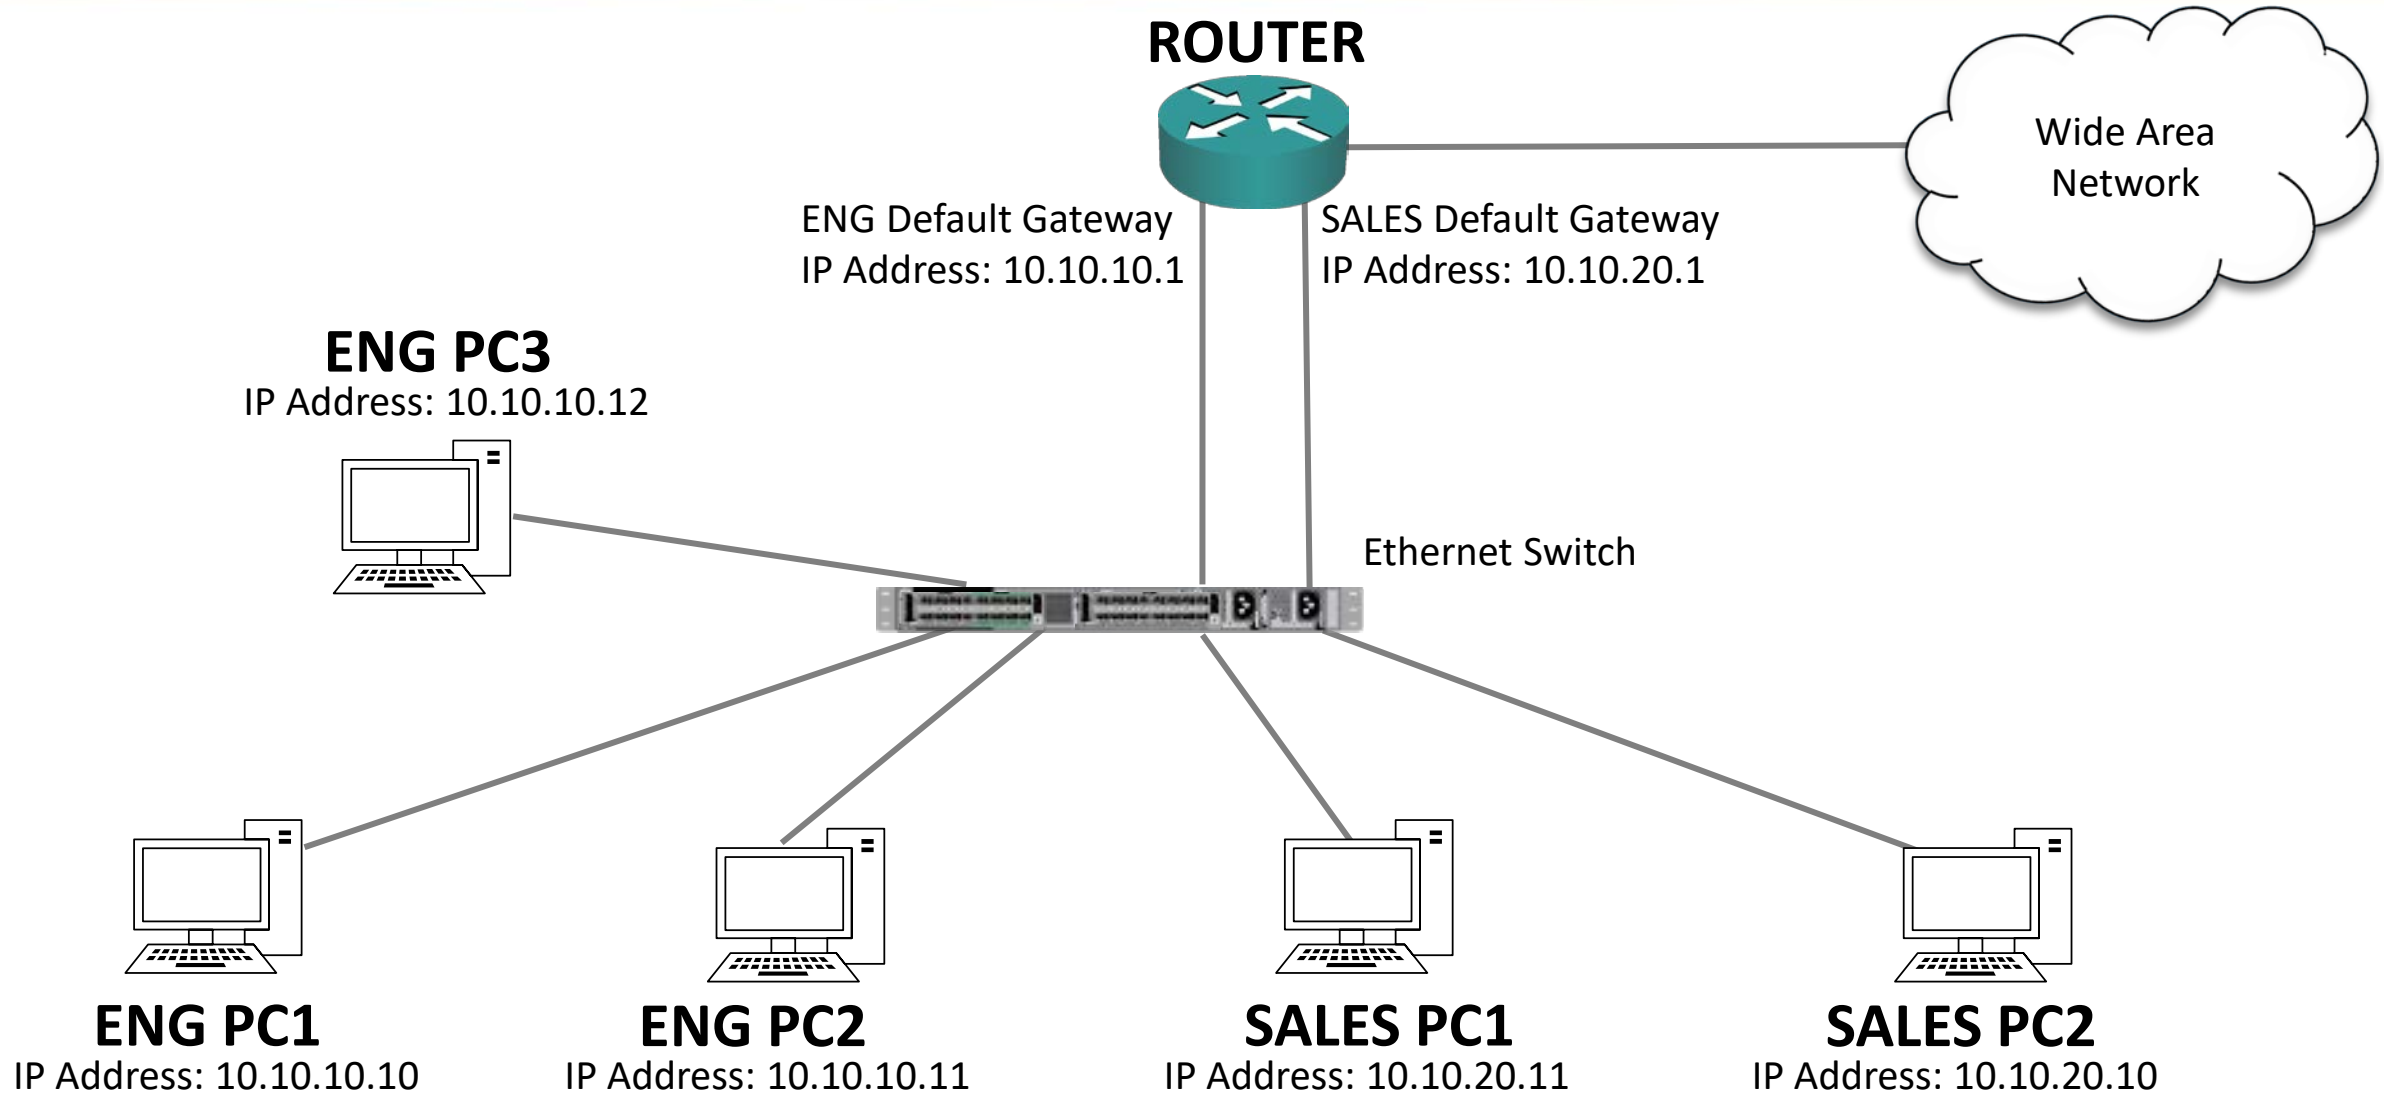 ROUTER
Wide Area
Network
ENG Default Gateway
IP Address: 10.10.10.1
SALES Default Gateway
IP Address: 10.10.20.1
ENG PC3
IP Address: 10.10.10.12
Ethernet Switch
ENG PC1
IP Address: 10.10.10.10
ENG PC2
IP Address: 10.10.10.11
SALES PC1
IP Address: 10.10.20.11
SALES PC2
IP Address: 10.10.20.10